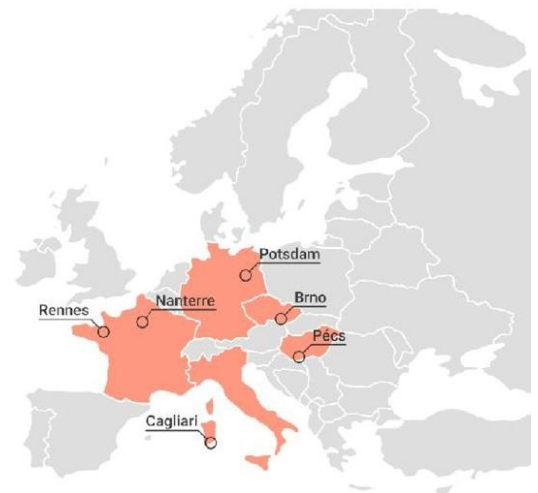 Potsdam
Brno
Nanterre
Rennes
Pécs
Cagliari